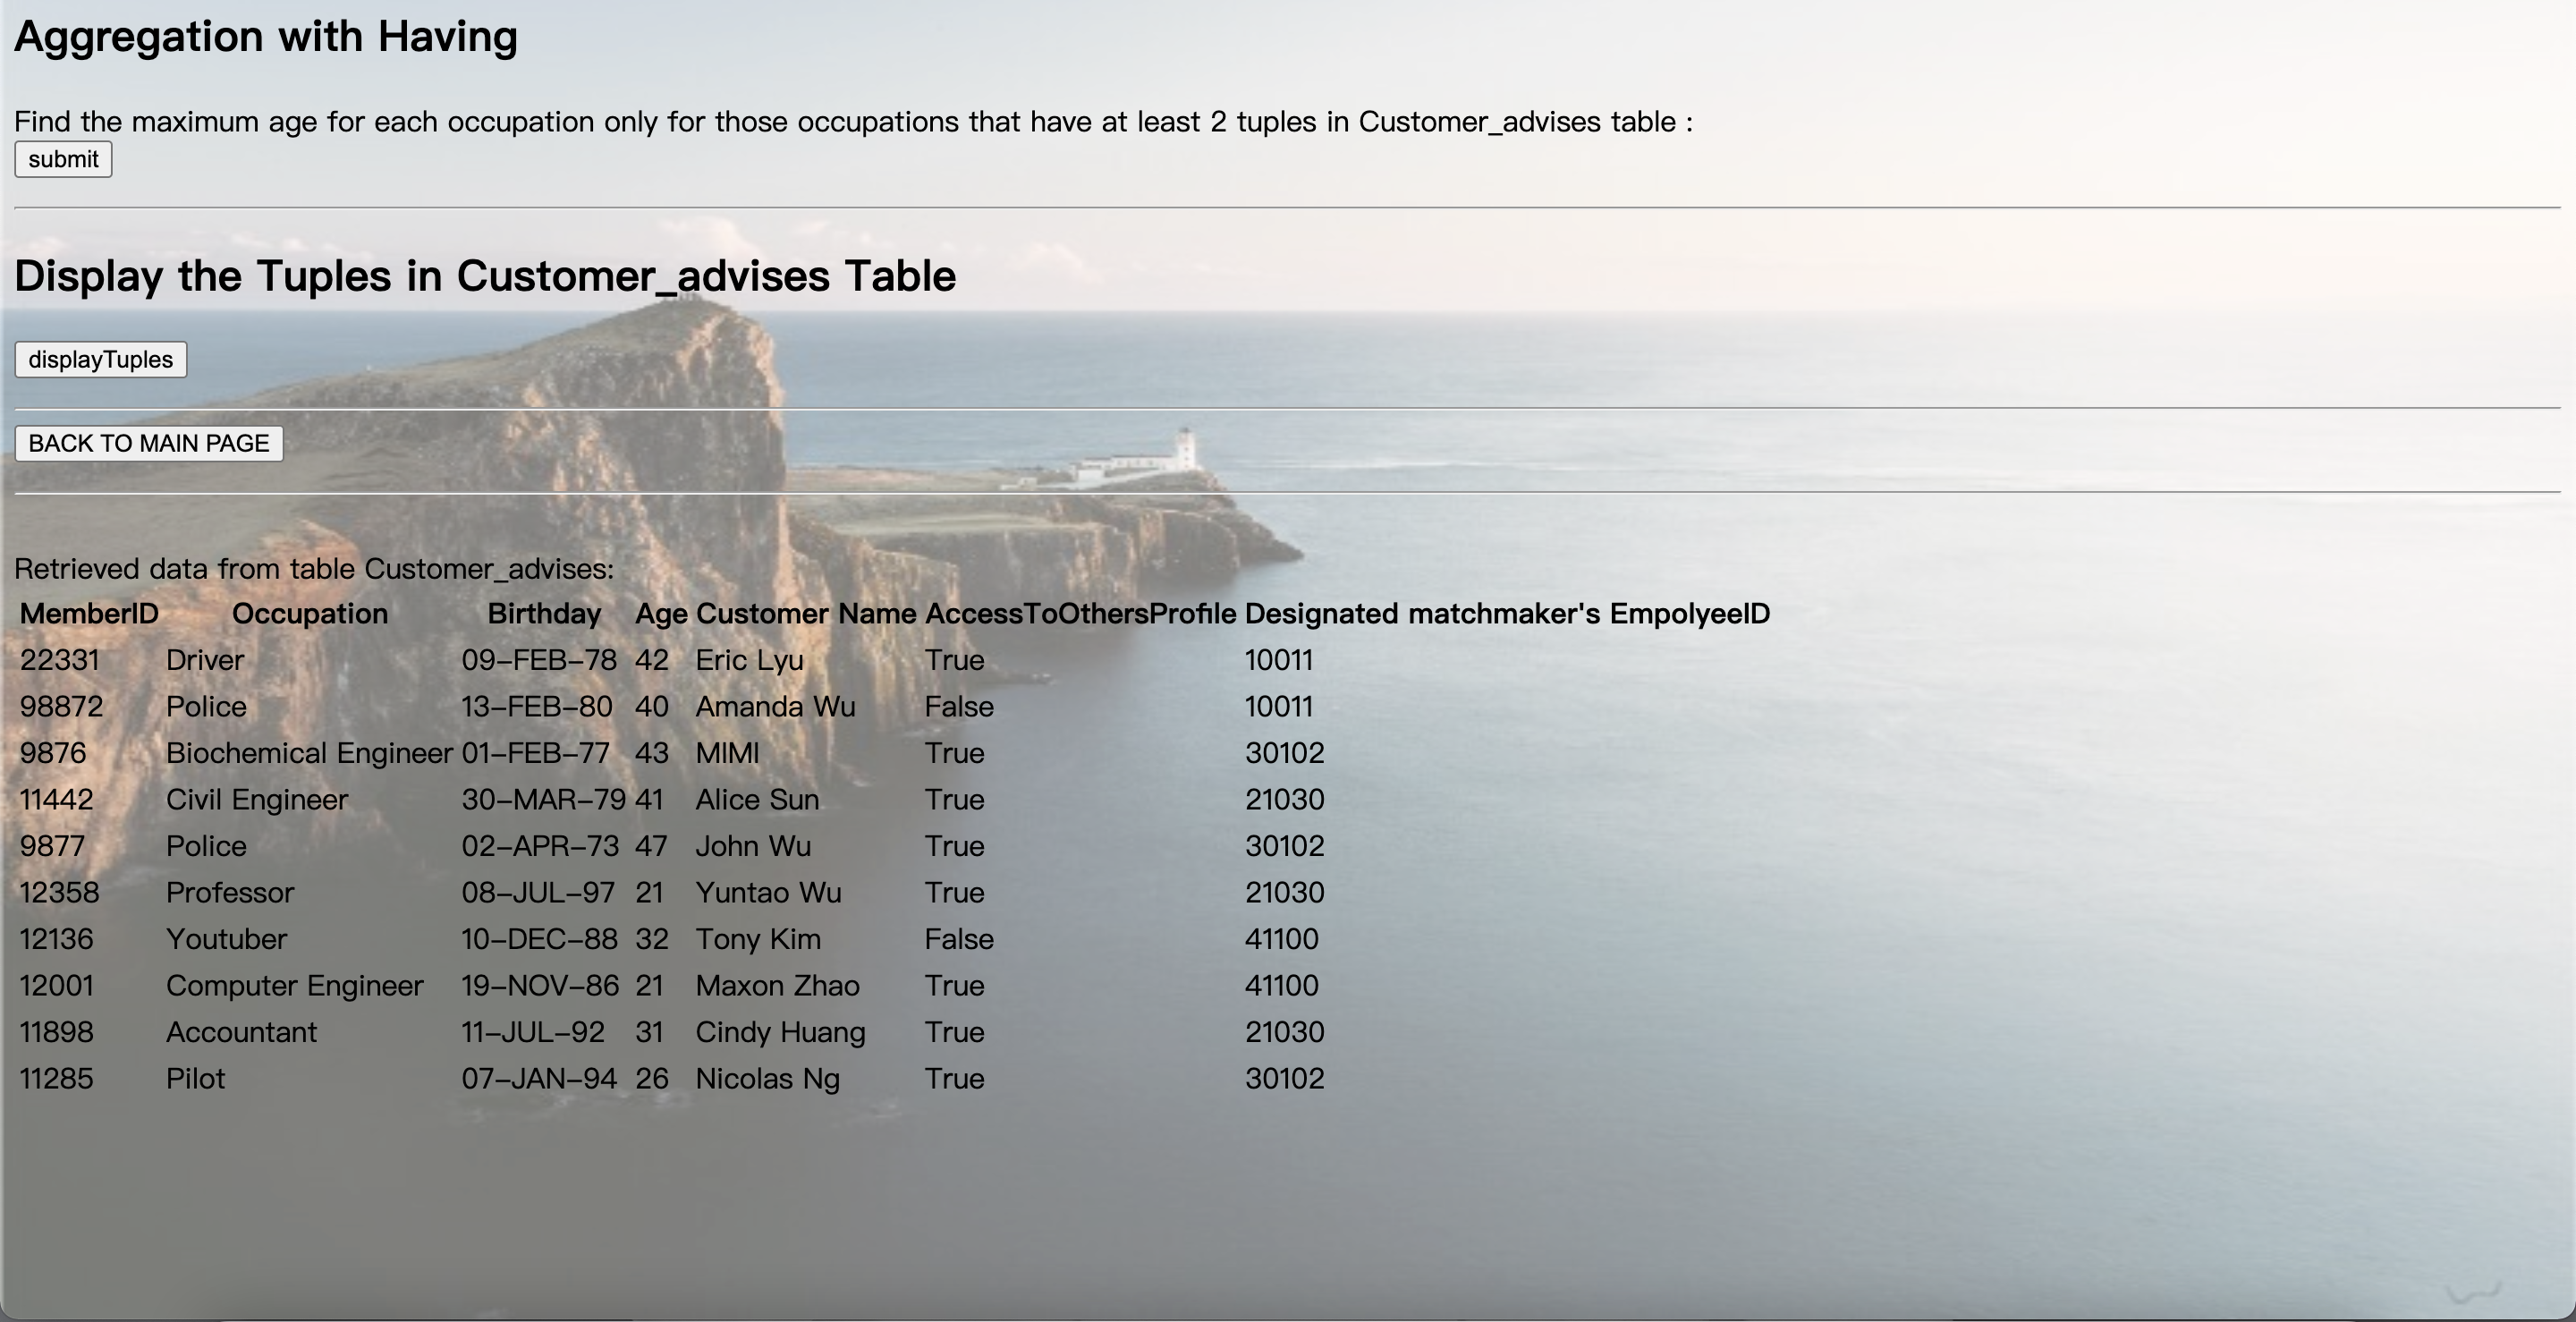 Aggregation with Having
Find the maximum age for each occupation only for those occupations that have at least 2 tuples in Customer_advises table :
submit
Display the Tuples in Customer_advises Table
displayTuples
BACK TO MAIN PAGE
Retrieved data from table Customer_advises:
MemberID Occupation Birthday Age Customer Name AccessToOthersProfile Designated matchmaker's EmpolyeeID
22331 Driver 09-FEB-78 42 Eric Lyu True 10011
98872 Police 13-FEB-80 40 Amanda Wu False 10011
9876 Biochemical Engineer 01-FEB-77 43 MIMI True 30102
11442 Civil Engineer 30-MAR-79 41 Alice Sun True 21030
9877 Police 02-APR-73 47 John Wu True 30102
12358 Professor 08-JUL-97 21 Yuntao Wu True 21030
12136 Youtuber 10-DEC-88 32 Tony Kim False 41100
12001 Computer Engineer 19-NOV-86 21 Maxon Zhao True 41100
11898 Accountant 11-JUL-92 31 Cindy Huang True 21030
11285 Pilot 07-JAN-94 26 Nicolas Ng True 30102